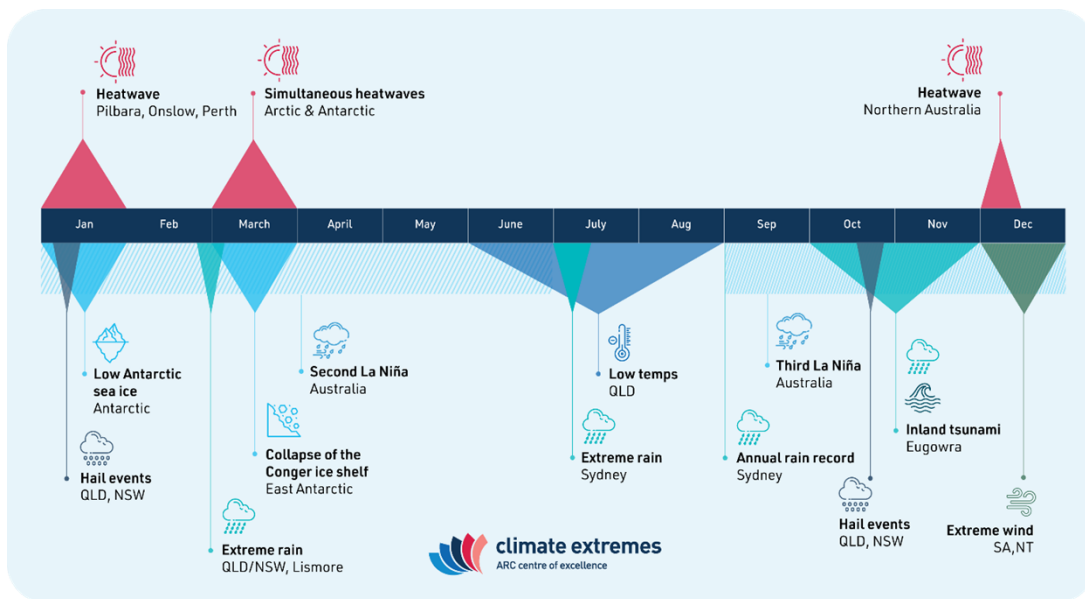 Heatwave
Pilbara, Onslow, Perth
Simultaneous heatwaves
Arctic & Antarctic
Heatwave
Northern Australia
Jan
Feb
March
April
May
June
July
Aug
Sep
Oct
Nov
Dec
Low Antarctic
sea ice
Antarctic
Hail events
QLD, NSW
Extreme rain
QLD/NSW, Lismore
Collapse of the
Conger ice shelf
East Antarctic
Second La Niña
Australia
Low temps
QLD
Extreme rain
Sydney
Third La Niña
Australia
Annual rain record
Sydney
Inland tsunami
Eugowra
Hail events
QLD, NSW
Extreme wind
SA,NT
climate extremes
ARC centre of excellence